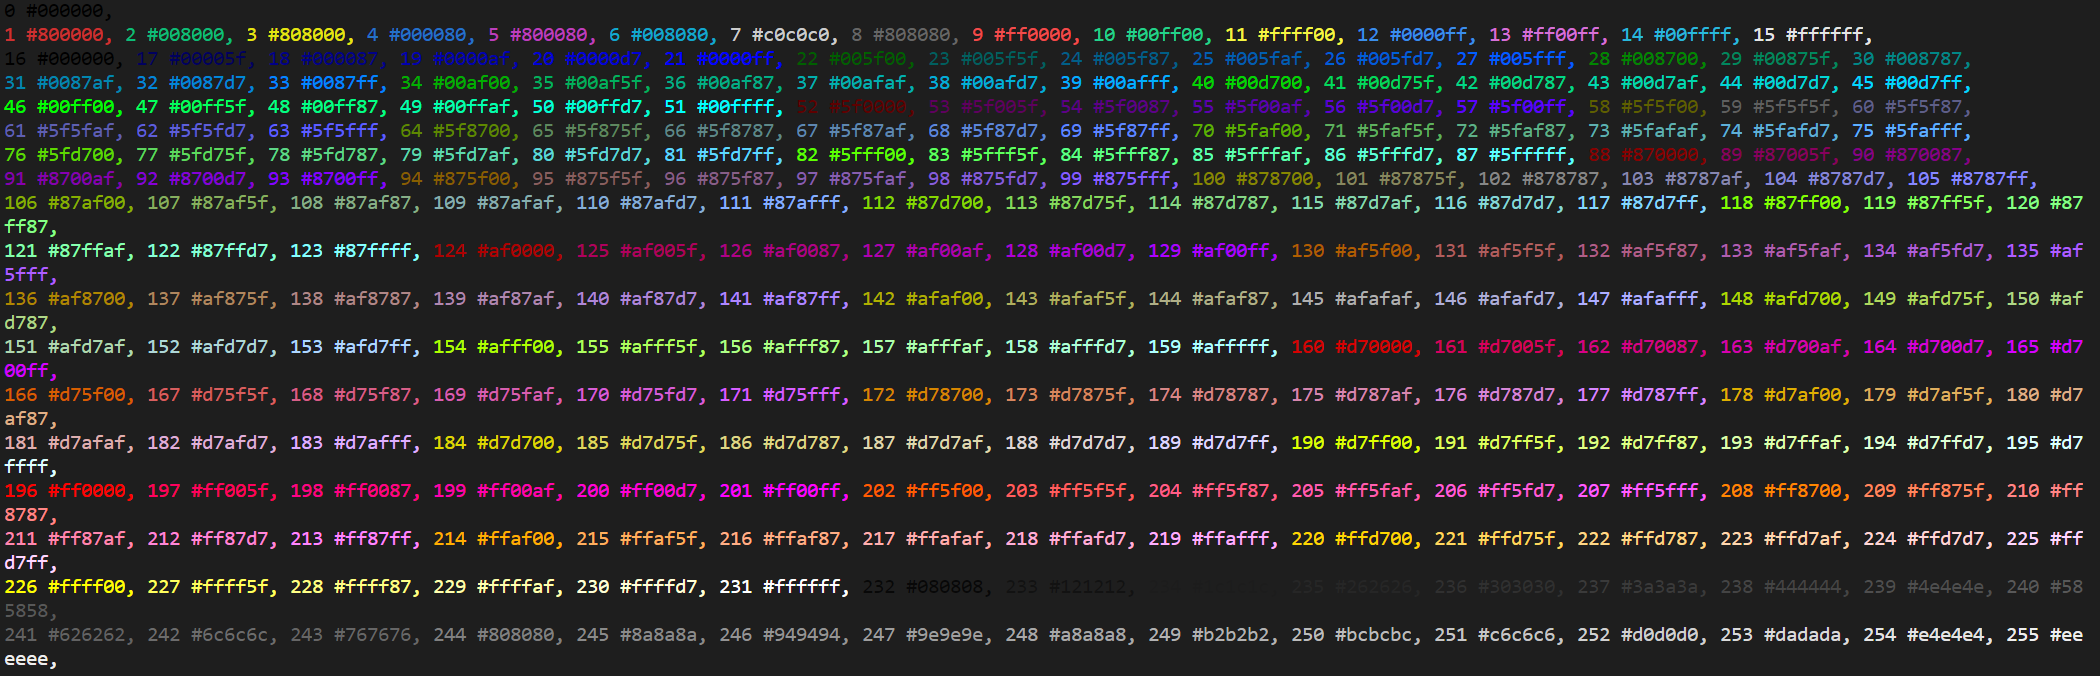 0 #000000,
1 #800000, 2 #008000, 3 #808000, 4 #000080, 5 #800080, 6 #008080, 7 #c0c0c0, 8 #808080, 9 #ff0000, 10 #00ff00, 11 #ffff00, 12 #0000ff, 13 #ff00ff, 14 #00ffff, 15 #ffffff,
16 #000000, 17 #00005f, 18 #000087, 19 #0000af, 20 #0000d7, 21 #0000ff, 22 #005f00, 23 #005f5f, 24 #005f87, 25 #005faf, 26 #005fd7, 27 #005fff, 28 #008700, 29 #00875f, 30 #008787,
31 #0087af, 32 #0087d7, 33 #0087ff, 34 #00af00, 35 #00af5f, 36 #00af87, 37 #00afaf, 38 #00afd7, 39 #00afff, 40 #00d700, 41 #00d75f, 42 #00d787, 43 #00d7af, 44 #00d7d7, 45 #00d7ff,
46 #00ff00, 47 #00ff5f, 48 #00ff87, 49 #00ffaf, 50 #00ffd7, 51 #00ffff, 52 #5f0000, 53 #5f005f, 54 #5f0087, 55 #5f00af, 56 #5f00d7, 57 #5f00ff, 58 #5f5f00, 59 #5f5f5f, 60 #5f5f87,
61 #5f5faf, 62 #5f5fd7, 63 #5f5fff, 64 #5f8700, 65 #5f875f, 66 #5f8787, 67 #5f87af, 68 #5f87d7, 69 #5f87ff, 70 #5faf00, 71 #5faf5f, 72 #5faf87, 73 #5fafaf, 74 #5fafd7, 75 #5fafff,
76 #5fd700, 77 #5fd75f, 78 #5fd787, 79 #5fd7af, 80 #5fd7d7, 81 #5fd7ff, 82 #5fff00, 83 #5fff5f, 84 #5fff87, 85 #5fffaf, 86 #5fffd7, 87 #5fffff, 88 #870000, 89 #87005f, 90 #870087,
91 #8700af, 92 #8700d7, 93 #8700ff, 94 #875f00, 95 #875f5f, 96 #875f87, 97 #875faf, 98 #875fd7, 99 #875fff, 100 #878700, 101 #87875f, 102 #878787, 103 #8787af, 104 #8787d7, 105 #8787ff,
106 #87af00, 107 #87af5f, 108 #87af87, 109 #87afaf, 110 #87afd7, 111 #87afff, 112 #87d700, 113 #87d75f, 114 #87d787, 115 #87d7af, 116 #87d7d7, 117 #87d7ff, 118 #87ff00, 119 #87ff5f, 120 #87
ff87,
121 #87ffaf, 122 #87ffd7, 123 #87ffff, 124 #af0000, 125 #af005f, 126 #af0087, 127 #af00af, 128 #af00d7, 129 #af00ff, 130 #af5f00, 131 #af5f5f, 132 #af5f87, 133 #af5faf, 134 #af5fd7, 135 #af
5fff,
136 #af8700, 137 #af875f, 138 #af8787, 139 #af87af, 140 #af87d7, 141 #af87ff, 142 #afaf00, 143 #afaf5f, 144 #afaf87, 145 #afafaf, 146 #afafd7, 147 #afafff, 148 #afd700, 149 #afd75f, 150 #af
d787,
151 #afd7af, 152 #afd7d7, 153 #afd7ff, 154 #afff00, 155 #afff5f, 156 #afff87, 157 #afffaf, 158 #afffd7, 159 #afffff, 160 #d70000, 161 #d7005f, 162 #d70087, 163 #d700af, 164 #d700d7, 165 #d7
00ff,
166 #d75f00, 167 #d75f5f, 168 #d75f87, 169 #d75faf, 170 #d75fd7, 171 #d75fff, 172 #d78700, 173 #d7875f, 174 #d78787, 175 #d787af, 176 #d787d7, 177 #d787ff, 178 #d7af00, 179 #d7af5f, 180 #d7
af87,
181 #d7afaf, 182 #d7afd7, 183 #d7afff, 184 #d7d700, 185 #d7d75f, 186 #d7d787, 187 #d7d7af, 188 #d7d7d7, 189 #d7d7ff, 190 #d7ff00, 191 #d7ff5f, 192 #d7ff87, 193 #d7ffaf, 194 #d7ffd7, 195 #d7
ffff,
196 #ff0000, 197 #ff005f, 198 #ff0087, 199 #ff00af, 200 #ff00d7, 201 #ff00ff, 202 #ff5f00, 203 #ff5f5f, 204 #ff5f87, 205 #ff5faf, 206 #ff5fd7, 207 #ff5fff, 208 #ff8700, 209 #ff875f, 210 #ff
8787,
211 #ff87af, 212 #ff87d7, 213 #ff87ff, 214 #ffaf00, 215 #ffaf5f, 216 #ffaf87, 217 #ffafaf, 218 #ffafd7, 219 #ffafff, 220 #ffd700, 221 #ffd75f, 222 #ffd787, 223 #ffd7af, 224 #ffd7d7, 225 #ff
d7ff,
226 #ffff00, 227 #ffff5f, 228 #ffff87, 229 #ffffaf, 230 #ffffd7, 231 #ffffff, 232 #080808, 233 #121212, 235 #262626, 236 #303030, 237 #3a3a3a, 238 #444444, 239 #4e4e4e, 240 #58
5858,
241 #626262, 242 #6c6c6c, 243 #767676, 244 #808080, 245 #8a8a8a, 246 #949494, 247 #9e9e9e, 248 #a8a8a8, 249 #b2b2b2, 250 #bcbcbc, 251 #c6c6c6, 252 #d0d0d0, 253 #dadada, 254 #e4e4e4, 255 #ee
eeee,